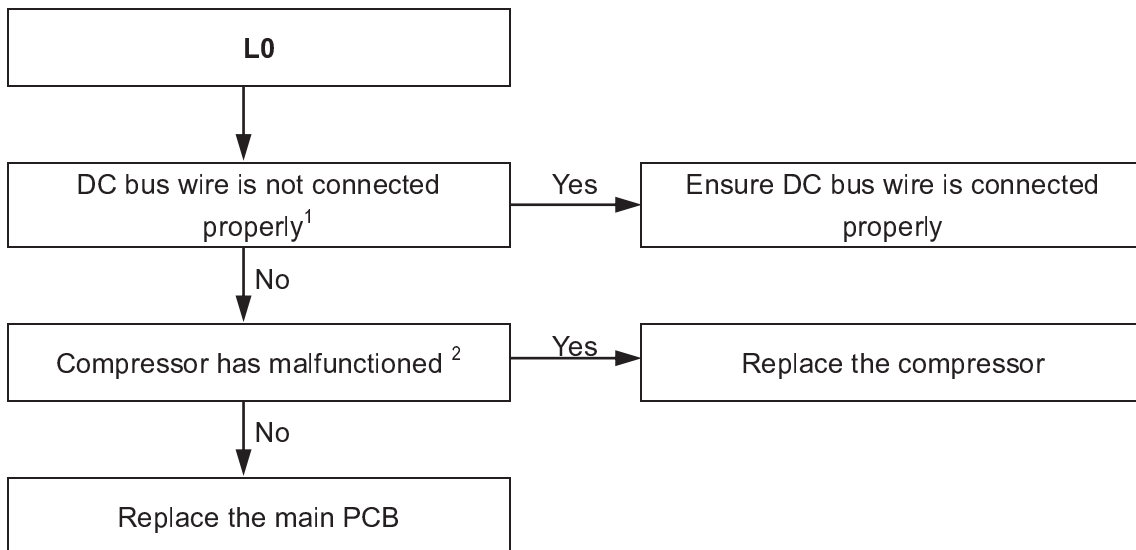 L0
DC bus wire is not connected
properly1
Yes
Ensure DC bus wire is connected
properly
No
Compressor has malfunctioned 2
Yes
Replace the compressor
No
Replace the main PCB